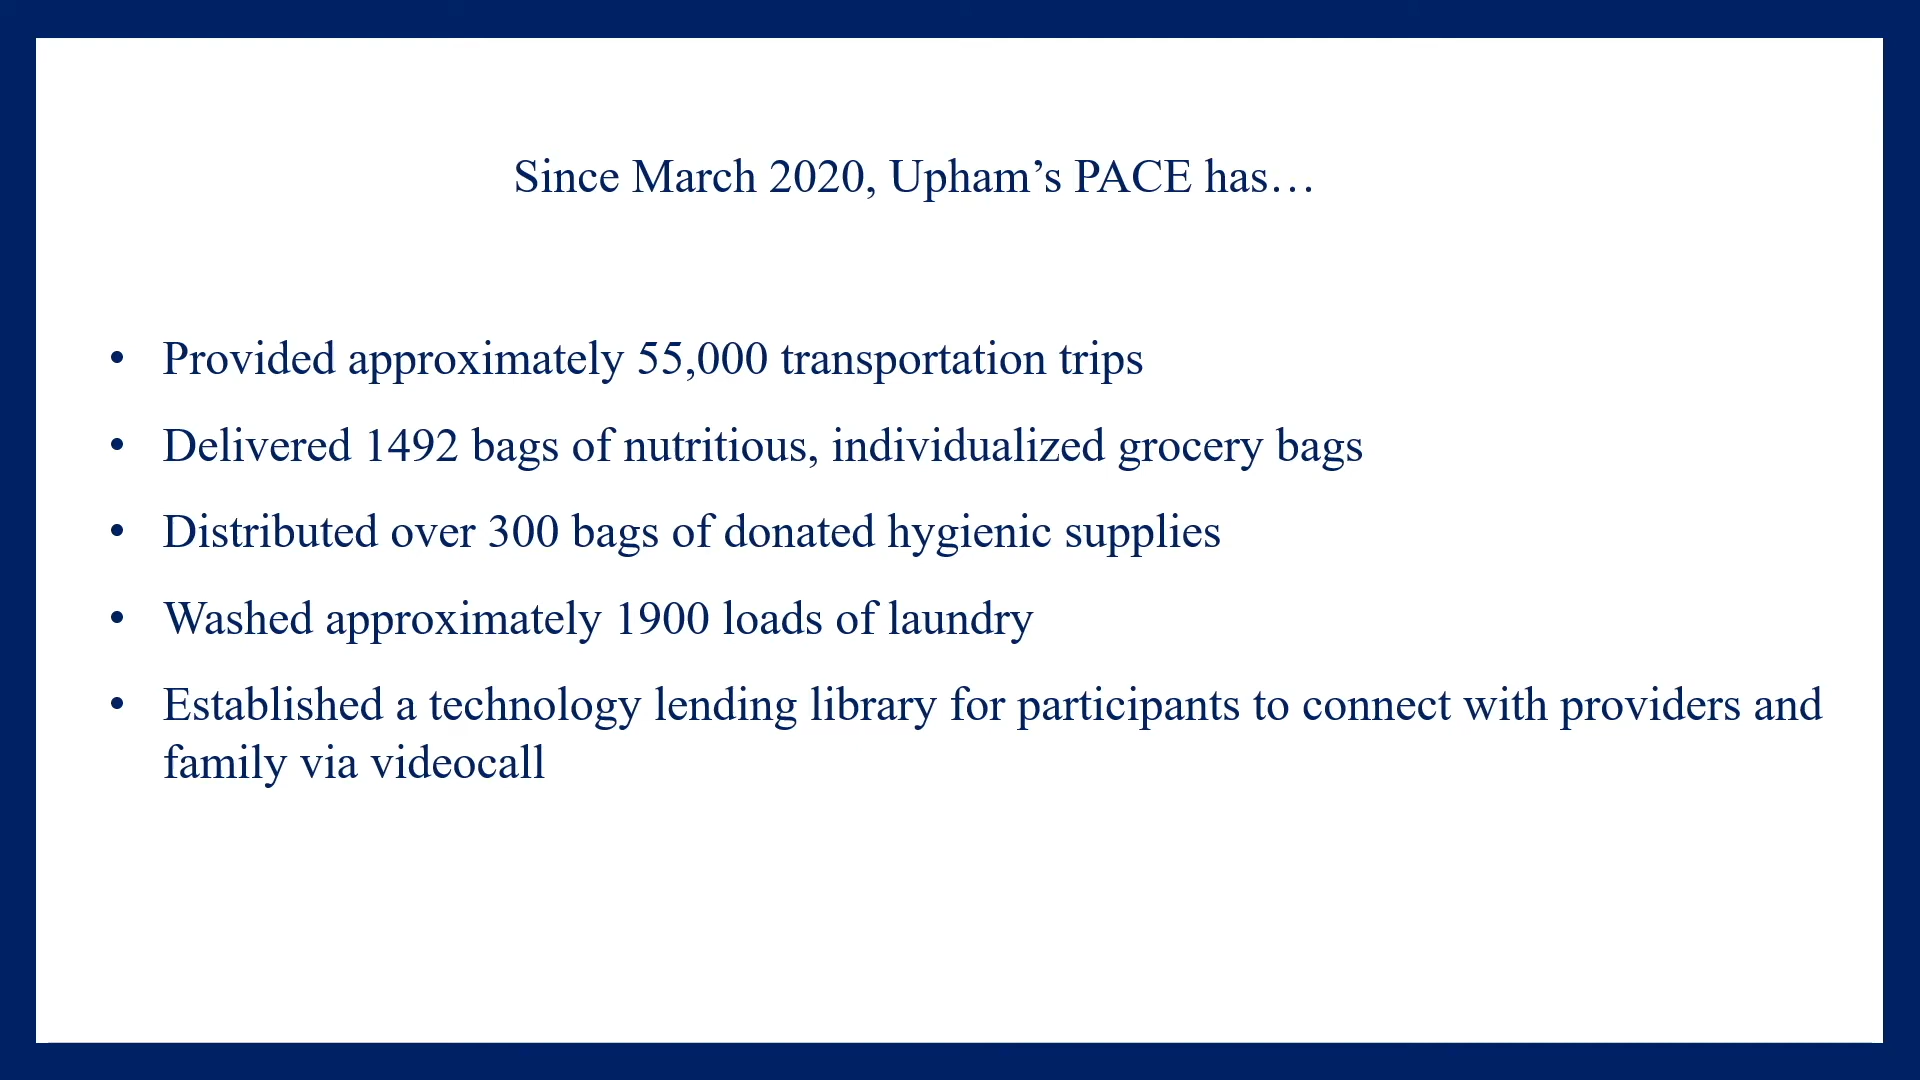 Since March 2020, Upham’s PACE has…
• Provided approximately 55,000 transportation trips
• Delivered 1492 bags of nutritious, individualized grocery bags
• Distributed over 300 bags of donated hygienic supplies
• Washed approximately 1900 loads of laundry
• Established a technology lending library for participants to connect with providers and
family via videocall